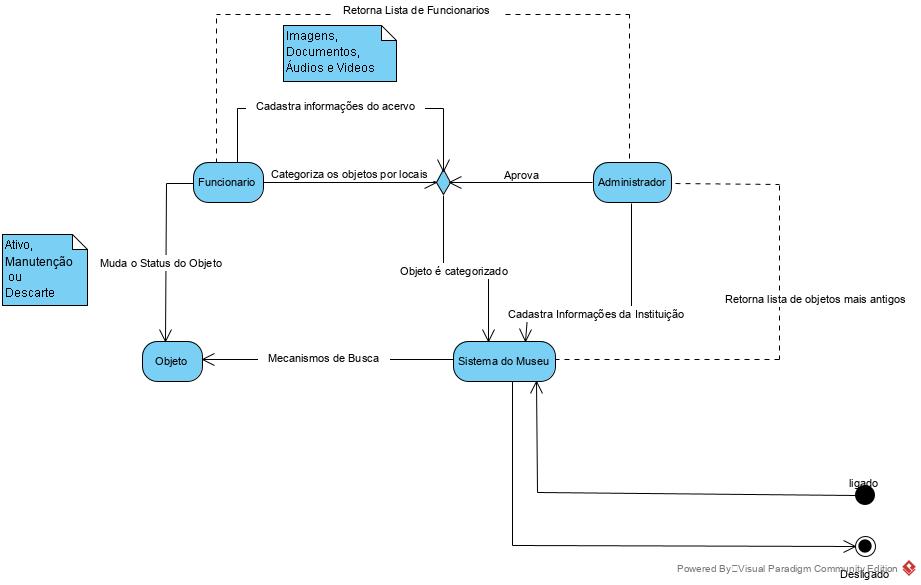 Retorna Lista de Funcionarios
Imagens,
Documentos,
Áudios e Videos
Cadastra informações do acervo
Funcionario
Categoriza os objetos por locais
Aprova
Administrador
Ativo,
Manutenção
ou
Descarte
Muda o Status do Objeto
Objeto é categorizado
Retorna lista de objetos mais antigos
Cadastra Informações da Instituição
Objeto
Mecanismos de Busca
Sistema do Museu
ligado
Powered By Visual Paradigm Community Edition
Desligado